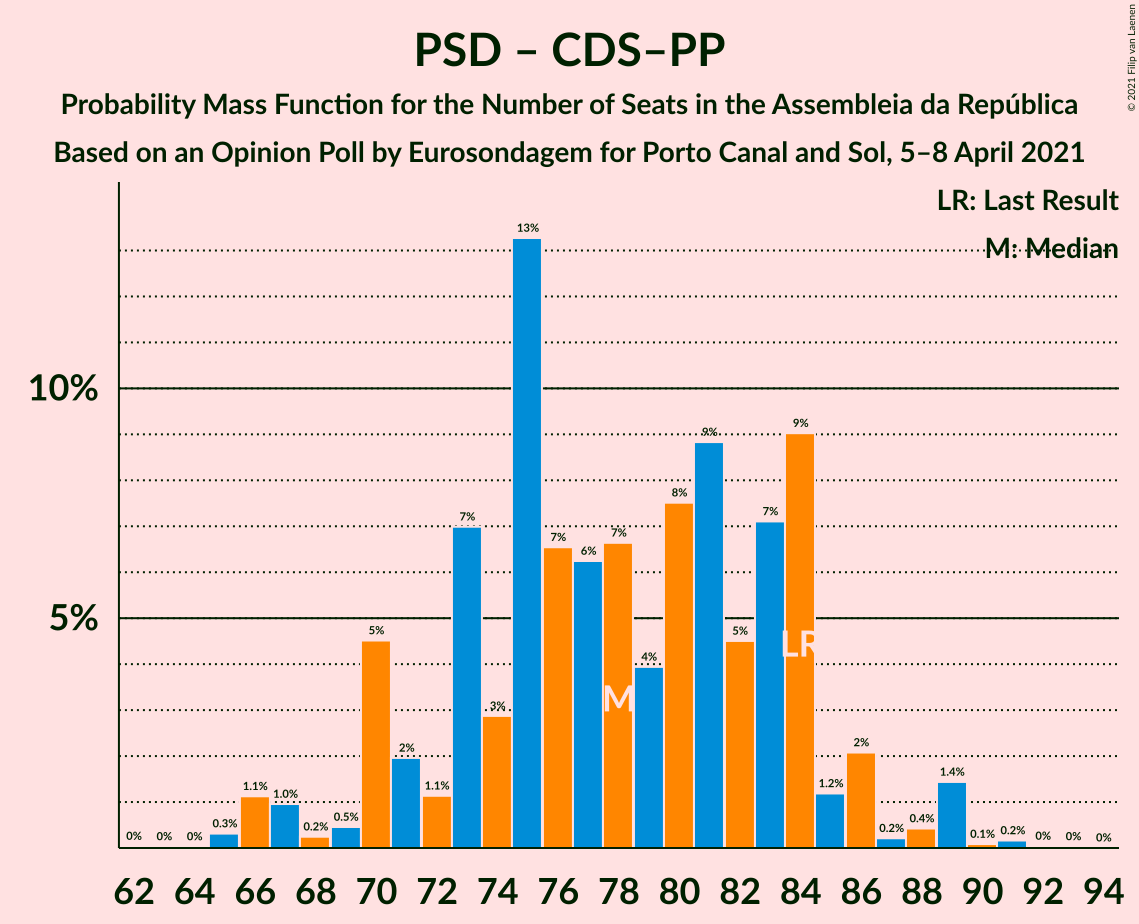 PSD – CDS–PP
Probability Mass Function for the Number of Seats in the Assembleia da República
Based on an Opinion Poll by Eurosondagem for Porto Canal and Sol, 5–8 April 2021
© 2021 Filip van Laenen
LR: Last Result
M: Median
10%
5%
0% 0% 0% 0.3% 1.1% 1.0% 0.2% 0.5% 5% 2% 1.1% 7% 3% 13% 7% 6% 7% 4% 8% 9% 5% 7% 9% 1.2% 2% 0.2% 0.4% 1.4% 0.1% 0.2% 0% 0% 0%
M
LR
62 64 66 68 70 72 74 76 78 80 82 84 86 88 90 92 94